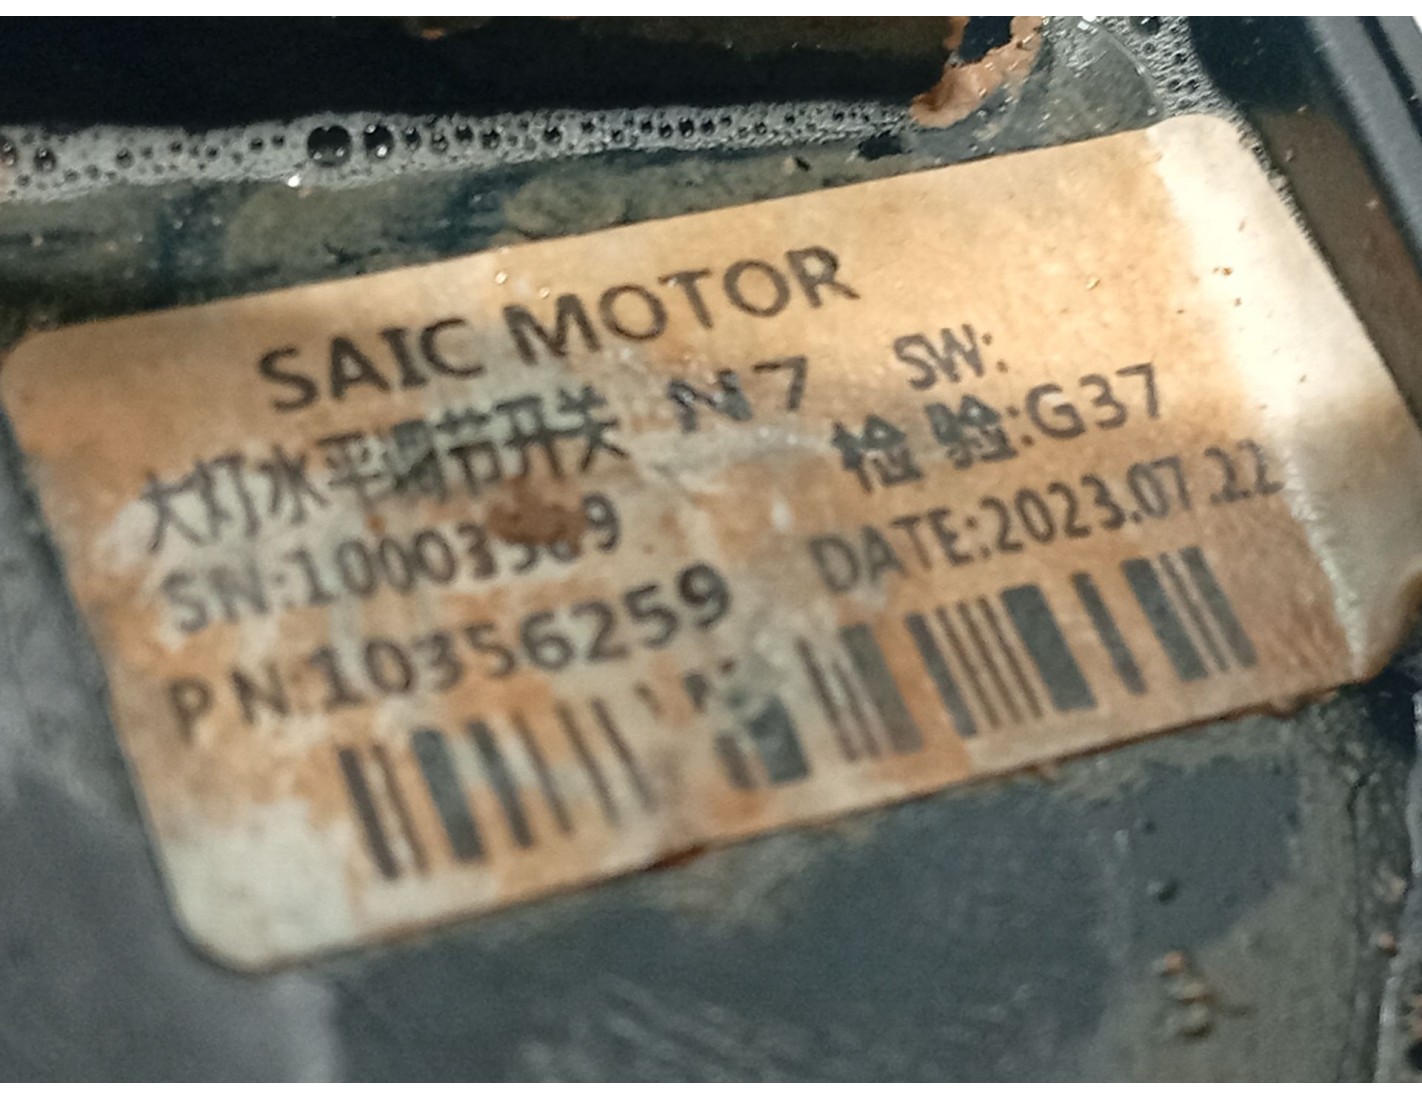 SAIC MOTOR
大灯水平调节开关 N7 SW:
检验:G37
DATE:2023.07.22
PN:10356259